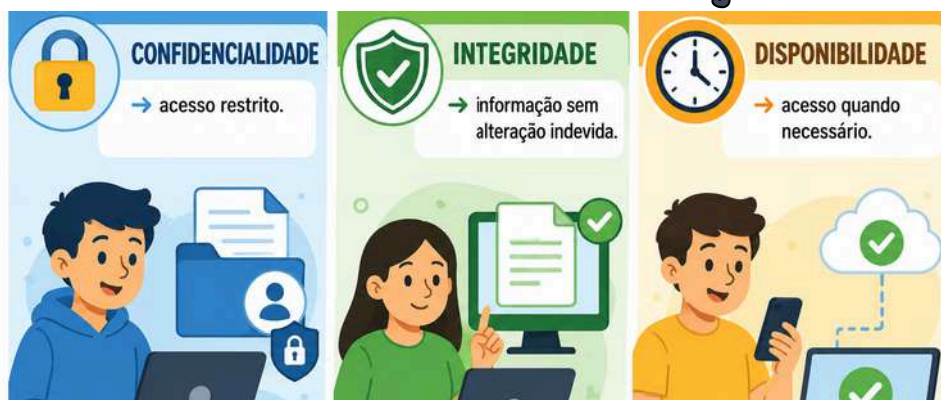 CONFIDENCIALIDADE
→ acesso restrito.
INTEGRIDADE
→ informação sem
alteração indevida.
DISPONIBILIDADE
→ acesso quando
necessário.